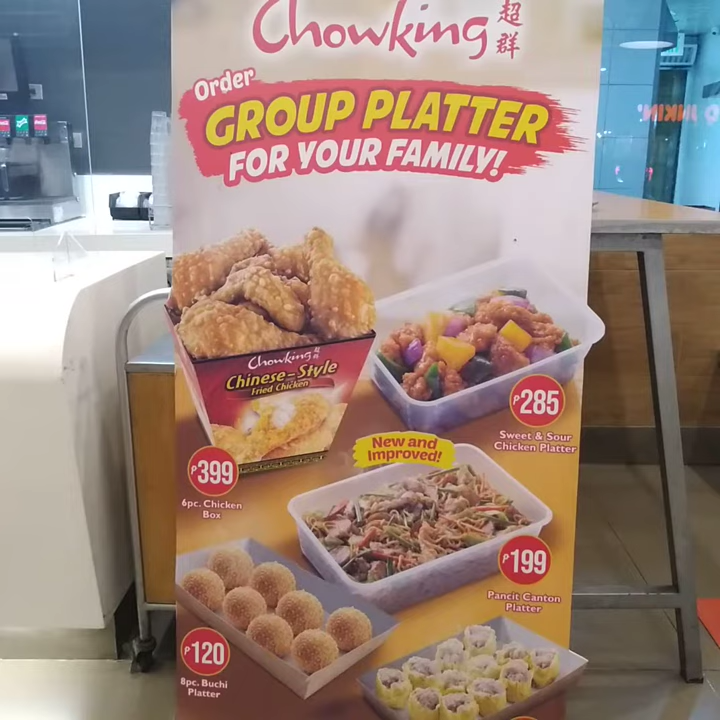 Chowking 超群
Order
GROUP PLATTER
FOR YOUR FAMILY!
Chowking 超群
Chinese-Style
Fried Chicken
₱285
Sweet & Sour
Chicken Platter
New and
Improved!
₱399
6pc. Chicken
Box
₱199
Pancit Canton
Platter
₱120
8pc. Buchi
Platter